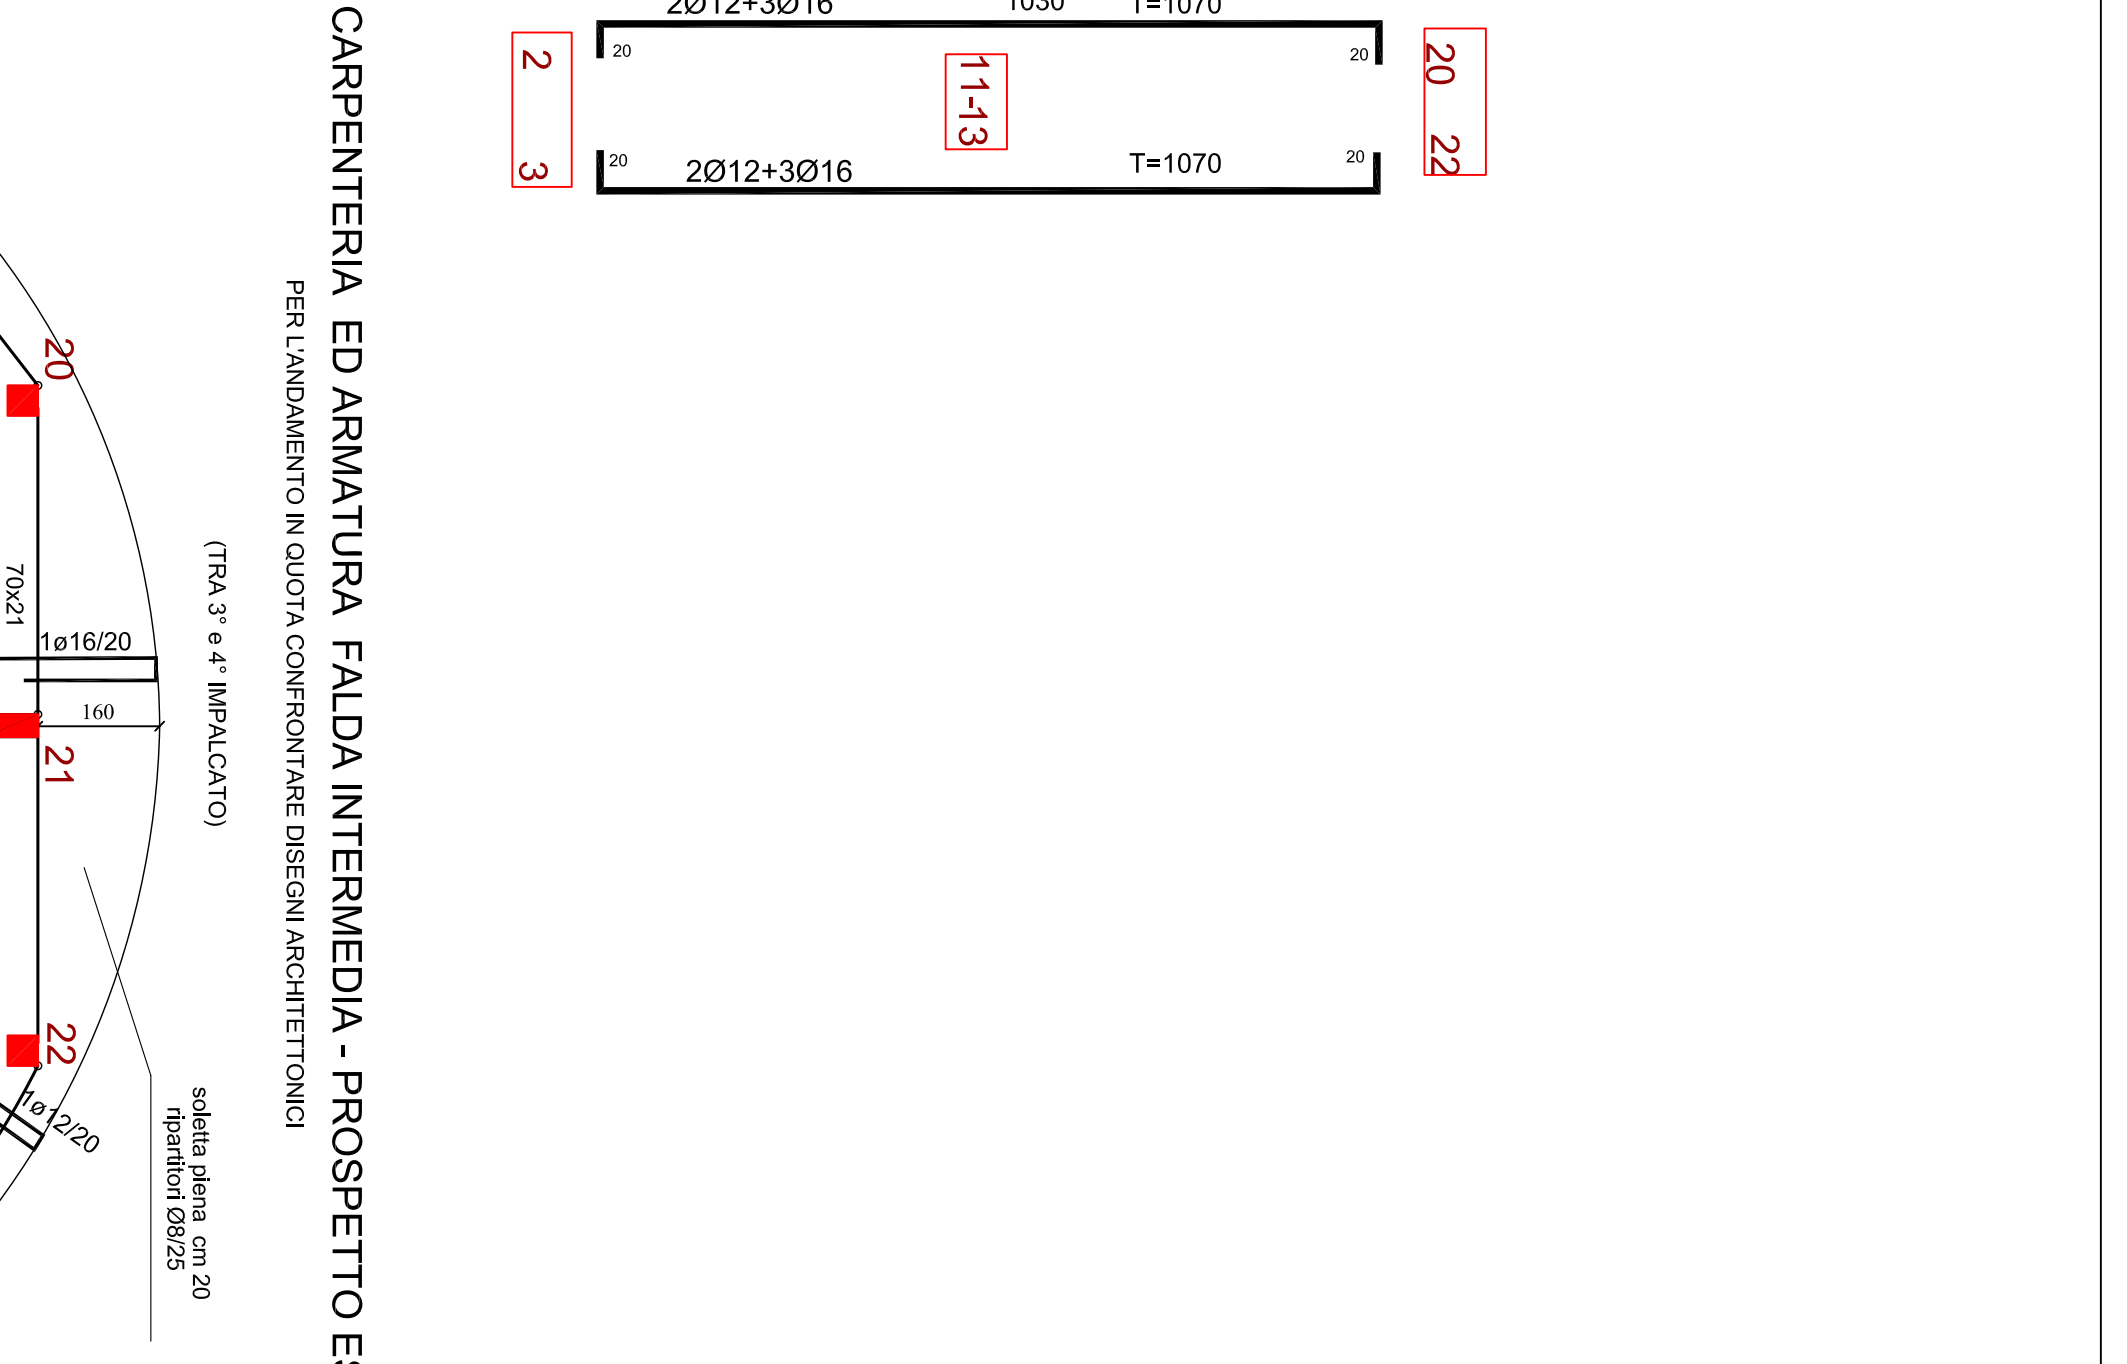 2Ø12+3Ø16
1030
T=1070
20
20
2
3
11-13
20
22
20
2Ø12+3Ø16
T=1070
20
CARPENTERIA ED ARMATURA FALDA INTERMEDIA - PROSPETTO ES
PER L'ANDAMENTO IN QUOTA CONFRONTARE DISEGNI ARCHITETTONICI
(TRA 3° e 4° IMPALCATO)
20
70x21
1ø16/20
160
21
22
1ø12/20
soletta piena cm 20
ripartitori Ø8/25